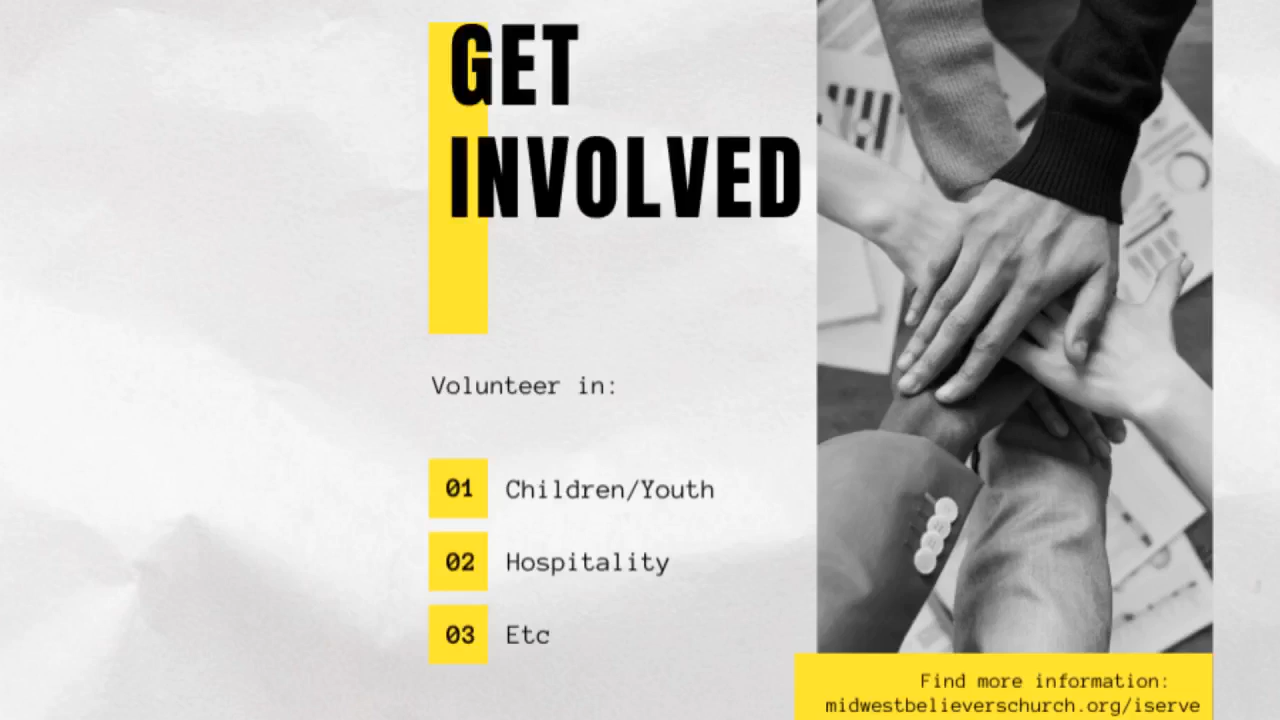 GET
INVOLVED
Volunteer in:
01 Children/Youth
02 Hospitality
03 Etc
Find more information:
midwestbelieverschurch.org/iserve